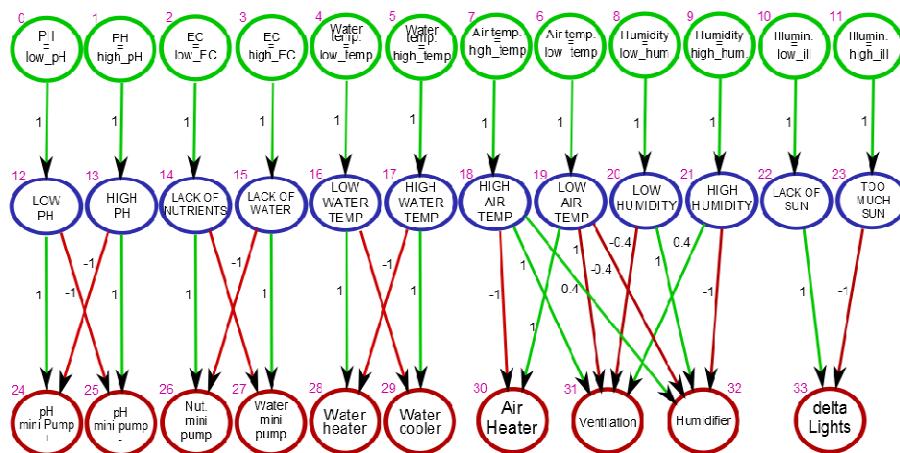 0
PH
=
low_pH
1
PH
=
high_pH
2
EC
=
low_EC
3
EC
=
high_EC
4
Water
temp.
=
low_temp
5
Water
temp.
=
high_temp
7
Air temp.
=
high_temp
6
Air temp.
=
low_temp
8
Humidity
=
low_hum
9
Humidity
=
high_hum.
10
Illumin.
=
low_ill
11
Illumin.
=
high_ill
1
1
1
1
1
1
1
1
1
1
1
1
12
LOW
PH
13
HIGH
PH
14
LACK OF
NUTRIENTS
15
LACK OF
WATER
16
LOW
WATER
TEMP
17
HIGH
WATER
TEMP
18
HIGH
AIR
TEMP
19
LOW
AIR
TEMP
20
LOW
HUMIDITY
21
HIGH
HUMIDITY
22
LACK OF
SUN
23
TOO
MUCH
SUN
1
-1
-1
1
1
-1
1
1
-1
1
-1
1
0.4
1
1
-0.4
-0.4
1
0.4
-1
1
-1
24
pH
mini Pump
25
pH
mini pump
-
26
Nut.
mini
pump
27
Water
mini
pump
28
Water
heater
29
Water
cooler
30
Air
Heater
31
Ventilation
32
Humidifier
33
delta
Lights